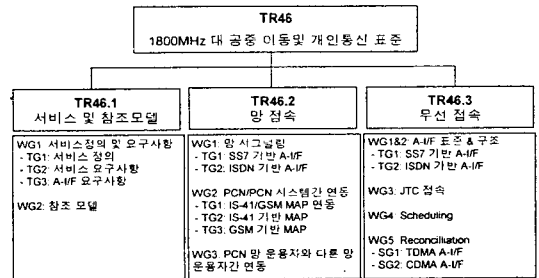 TR46
1800MHz 대 공중 이동및 개인통신 표준
TR46.1
서비스 및 참조모델
WG1 서비스정의 및 요구사항
- TG1: 서비스 정의
- TG2: 서비스 요구사항
- TG3: A-I/F 요구사항
WG2: 참조 모델
TR46.2
망 접속
WG1: 망 시그널링
- TG1: SS7 기반 A-I/F
- TG2: ISDN 기반 A-I/F
WG2 PCN/PCN 시스템간 연동
- TG1: IS-41/GSM MAP 연동
- TG2: IS-41 기반 MAP
- TG3: GSM 기반 MAP
WG3. PCN 망 운용자와 다른 망
운용자간 연동
TR46.3
무선 접속
WG1&2: A-I/F 표준 & 구조
- TG1: SS7 기반 A-I/F
- TG2: ISDN 기반 A-I/F
WG3: JTC 접속
WG4 Scheduling
WG5 Reconcilliation
- SG1: TDMA A-I/F
- SG2: CDMA A-I/F